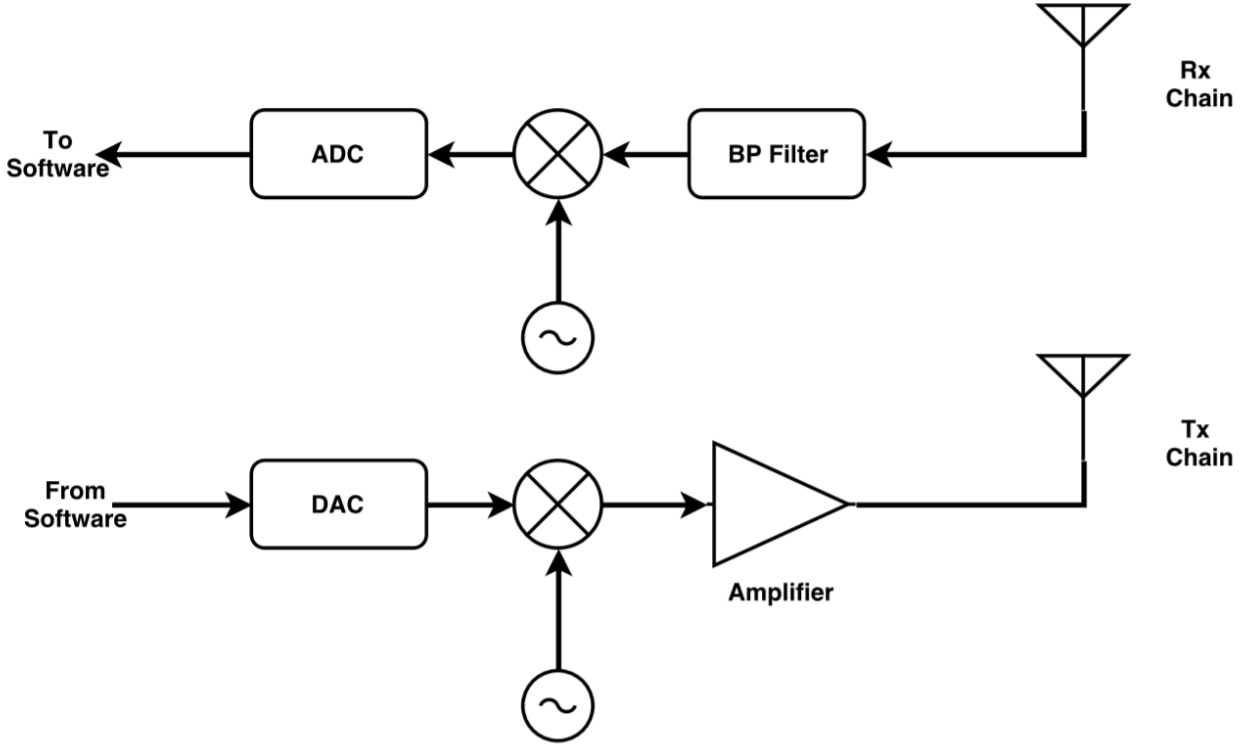 Rx
Chain
To
Software
ADC
BP Filter
Tx
Chain
From
Software
DAC
Amplifier